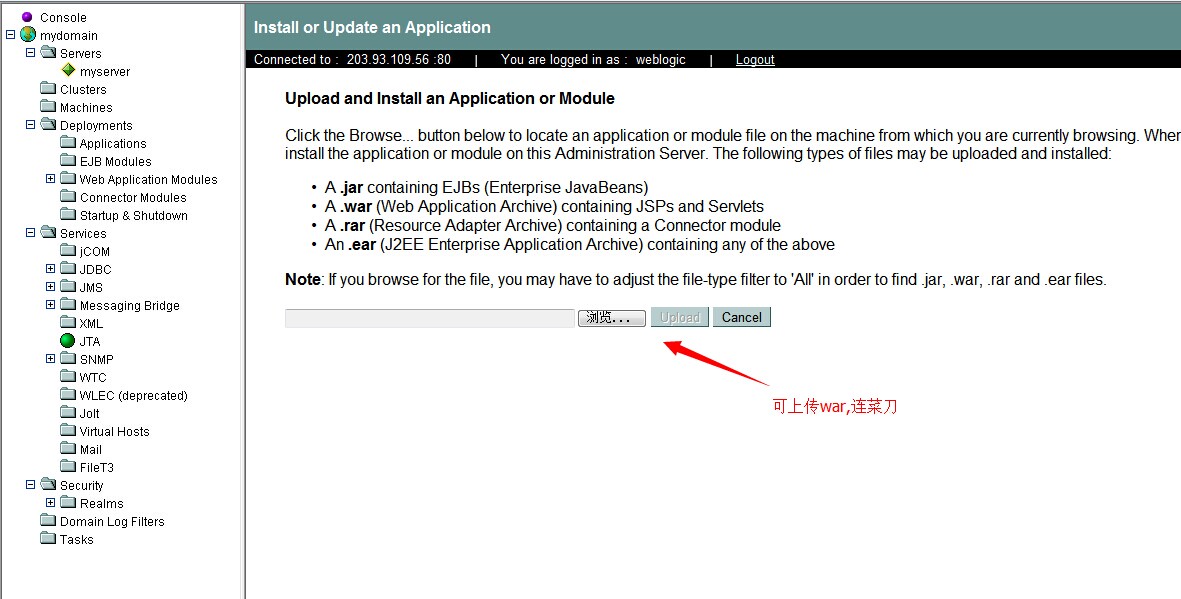 Console
mydomain
Servers
myserver
Clusters
Machines
Deployments
Applications
EJB Modules
Web Application Modules
Connector Modules
Startup & Shutdown
Services
jCOM
JDBC
JMS
Messaging Bridge
XML
JTA
SNMP
WTC
WLEC (deprecated)
Jolt
Virtual Hosts
Mail
FileT3
Security
Realms
Domain Log Filters
Tasks
Install or Update an Application
Connected to : 203.93.109.56 :80 | You are logged in as : weblogic | Logout
Upload and Install an Application or Module
Click the Browse... button below to locate an application or module file on the machine from which you are currently browsing. When
install the application or module on this Administration Server. The following types of files may be uploaded and installed:
• A .jar containing EJBs (Enterprise JavaBeans)
• A .war (Web Application Archive) containing JSPs and Servlets
• A .rar (Resource Adapter Archive) containing a Connector module
• An .ear (J2EE Enterprise Application Archive) containing any of the above
Note: If you browse for the file, you may have to adjust the file-type filter to 'All' in order to find .jar, .war, .rar and .ear files.
浏览... Upload Cancel
可上传war,连菜刀